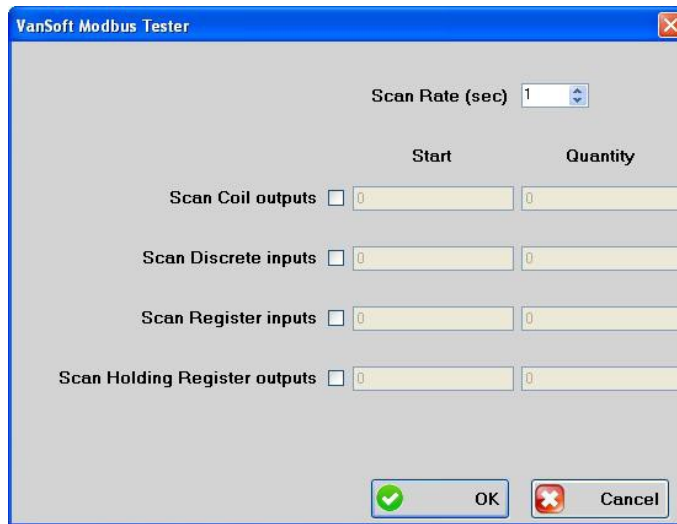 VanSoft Modbus Tester
Scan Rate (sec) 1
Start Quantity
Scan Coil outputs 0 0
Scan Discrete inputs 0 0
Scan Register inputs 0 0
Scan Holding Register outputs 0 0
OK Cancel